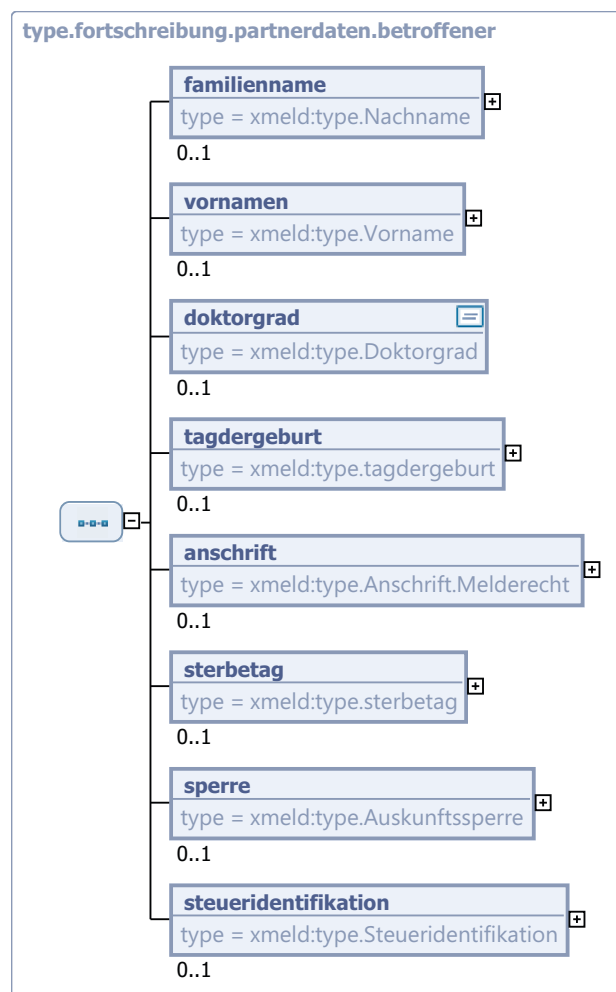 type.fortschreibung.partnerdaten.betroffener
familienname
type = xmeld:type.Nachname
0..1
vornamen
type = xmeld:type.Vorname
0..1
doktorgrad
type = xmeld:type.Doktorgrad
0..1
tagdergeburt
type = xmeld:type.tagdergeburt
0..1
anschrift
type = xmeld:type.Anschrift.Melderecht
0..1
sterbetag
type = xmeld:type.sterbetag
0..1
sperre
type = xmeld:type.Auskunftssperre
0..1
steueridentifikation
type = xmeld:type.Steueridentifikation
0..1